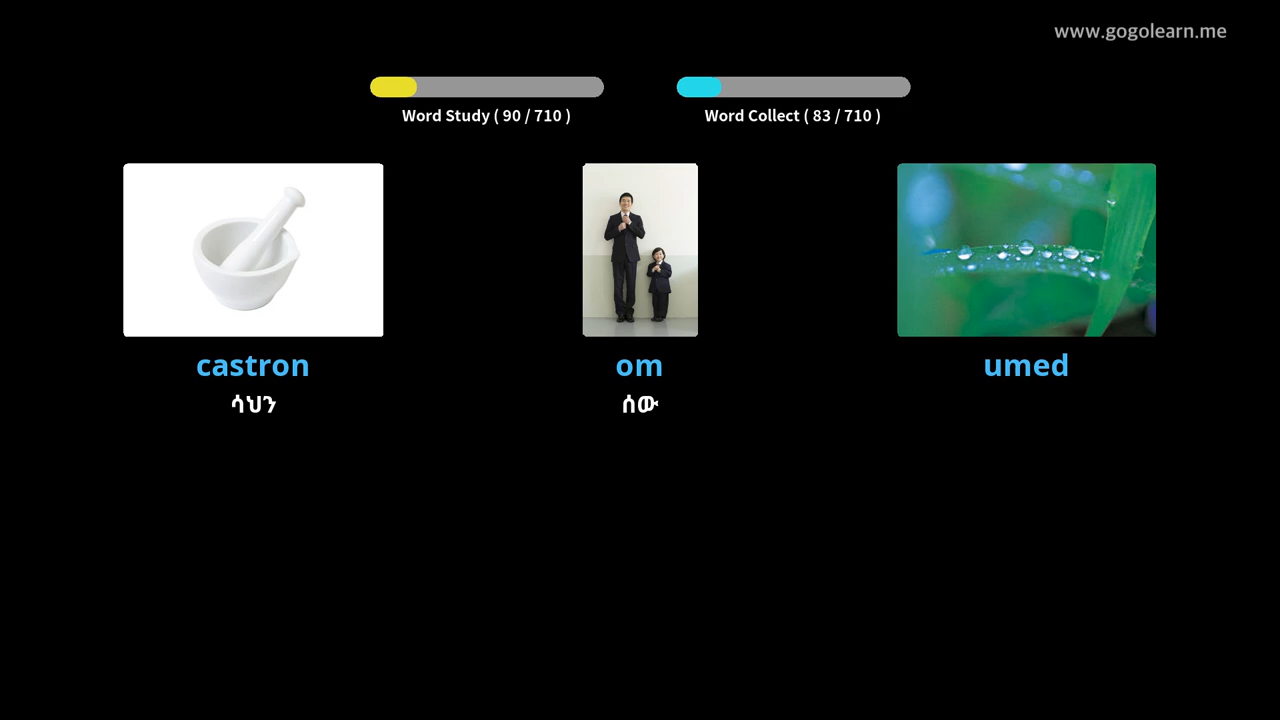 www.gogolearn.me
Word Study ( 90 / 710 )
Word Collect ( 83 / 710 )
castron
om
umed
ሳህን
ሰው